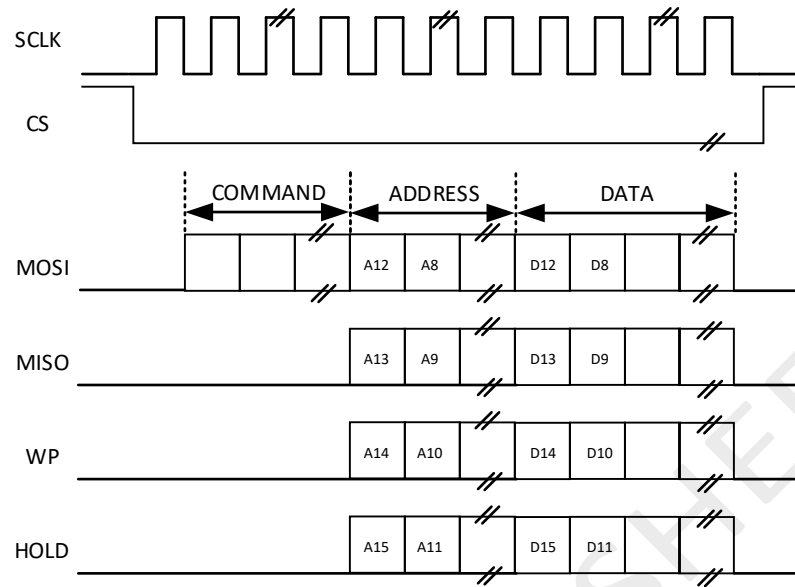 SCLK
CS
COMMAND ADDRESS DATA
MOSI A12 A8 D12 D8
MISO A13 A9 D13 D9
WP A14 A10 D14 D10
HOLD A15 A11 D15 D11